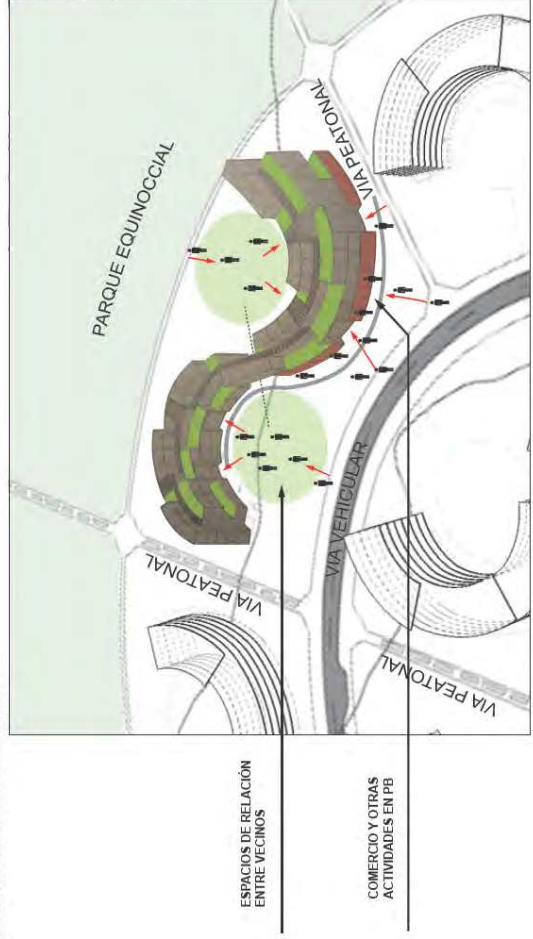 PARQUE EQUINOCCIAL
VIA PEATONAL
VIA PEATONAL
VIA VEHICULAR
VIA PEATONAL
ESPACIOS DE RELACIÓN
ENTRE VECINOS
COMERCIO Y OTRAS
ACTIVIDADES EN PB